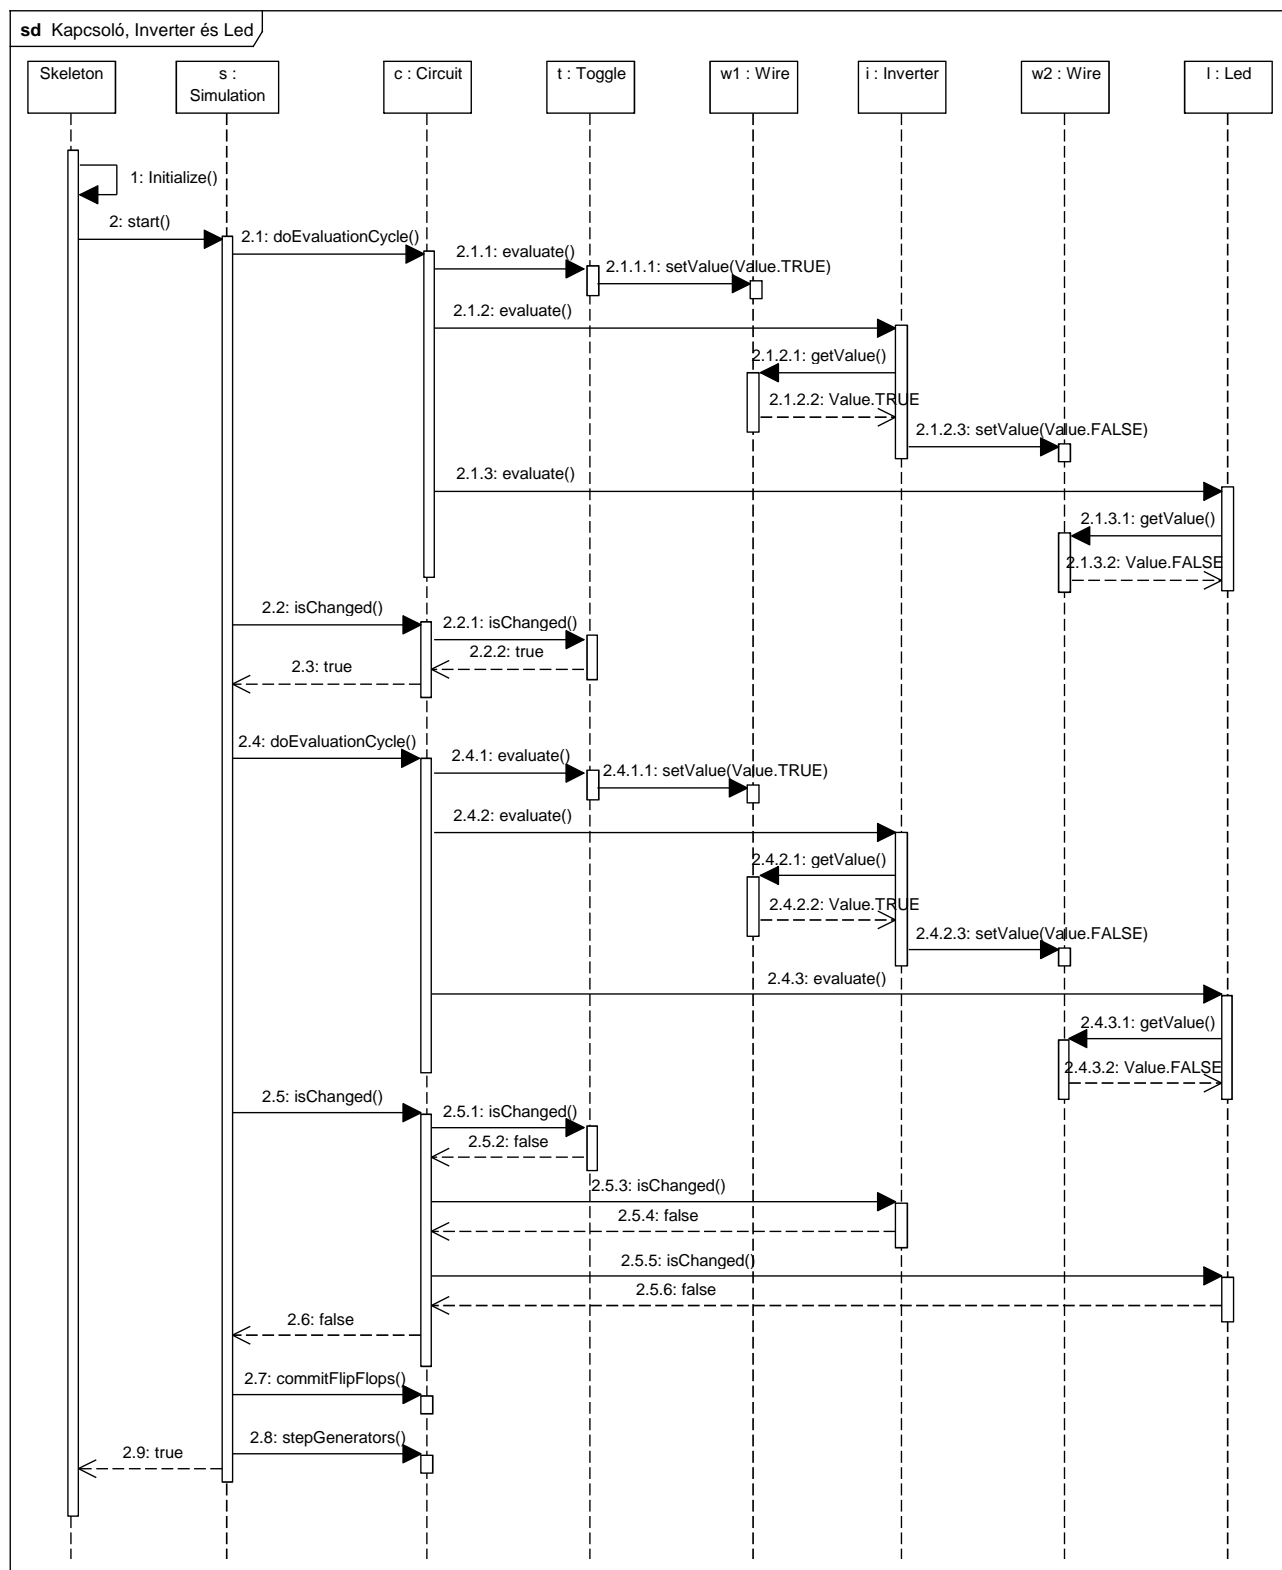 sd Kapcsoló, Inverter és Led
Skeleton
s :
Simulation
c : Circuit
t : Toggle
w1 : Wire
i : Inverter
w2 : Wire
l : Led
1: Initialize()
2: start()
2.1: doEvaluationCycle()
2.1.1: evaluate()
2.1.1.1: setValue(Value.TRUE)
2.1.2: evaluate()
2.1.2.1: getValue()
2.1.2.2: Value.TRUE
2.1.2.3: setValue(Value.FALSE)
2.1.3: evaluate()
2.1.3.1: getValue()
2.1.3.2: Value.FALSE
2.2: isChanged()
2.2.1: isChanged()
2.2.2: true
2.3: true
2.4: doEvaluationCycle()
2.4.1: evaluate()
2.4.1.1: setValue(Value.TRUE)
2.4.2: evaluate()
2.4.2.1: getValue()
2.4.2.2: Value.TRUE
2.4.2.3: setValue(Value.FALSE)
2.4.3: evaluate()
2.4.3.1: getValue()
2.4.3.2: Value.FALSE
2.5: isChanged()
2.5.1: isChanged()
2.5.2: false
2.5.3: isChanged()
2.5.4: false
2.5.5: isChanged()
2.5.6: false
2.6: false
2.7: commitFlipFlops()
2.8: stepGenerators()
2.9: true